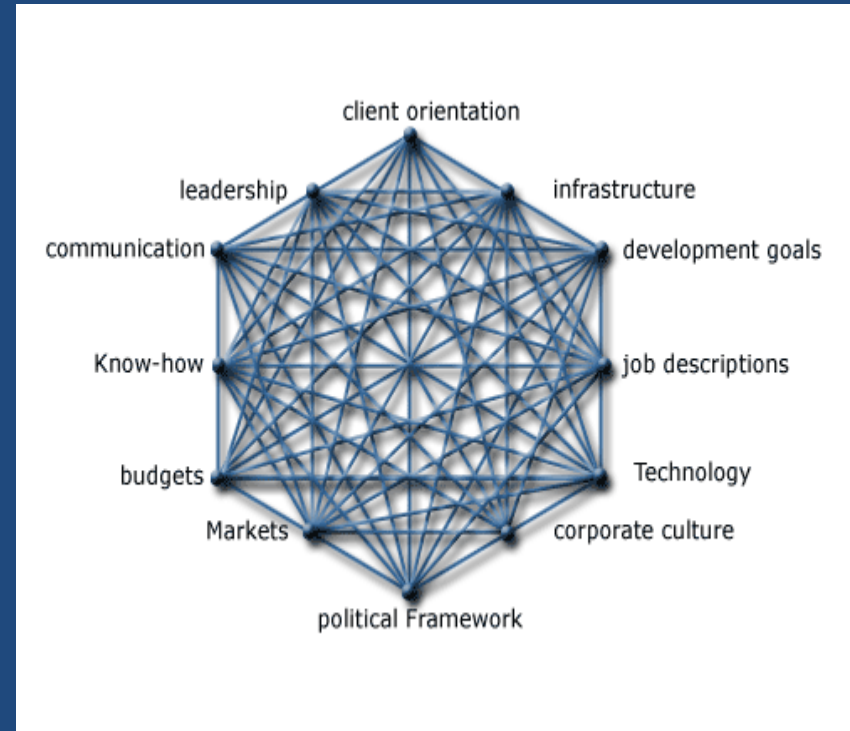 client orientation
leadership
infrastructure
communication
development goals
Know-how
job descriptions
budgets
Technology
Markets
corporate culture
political Framework